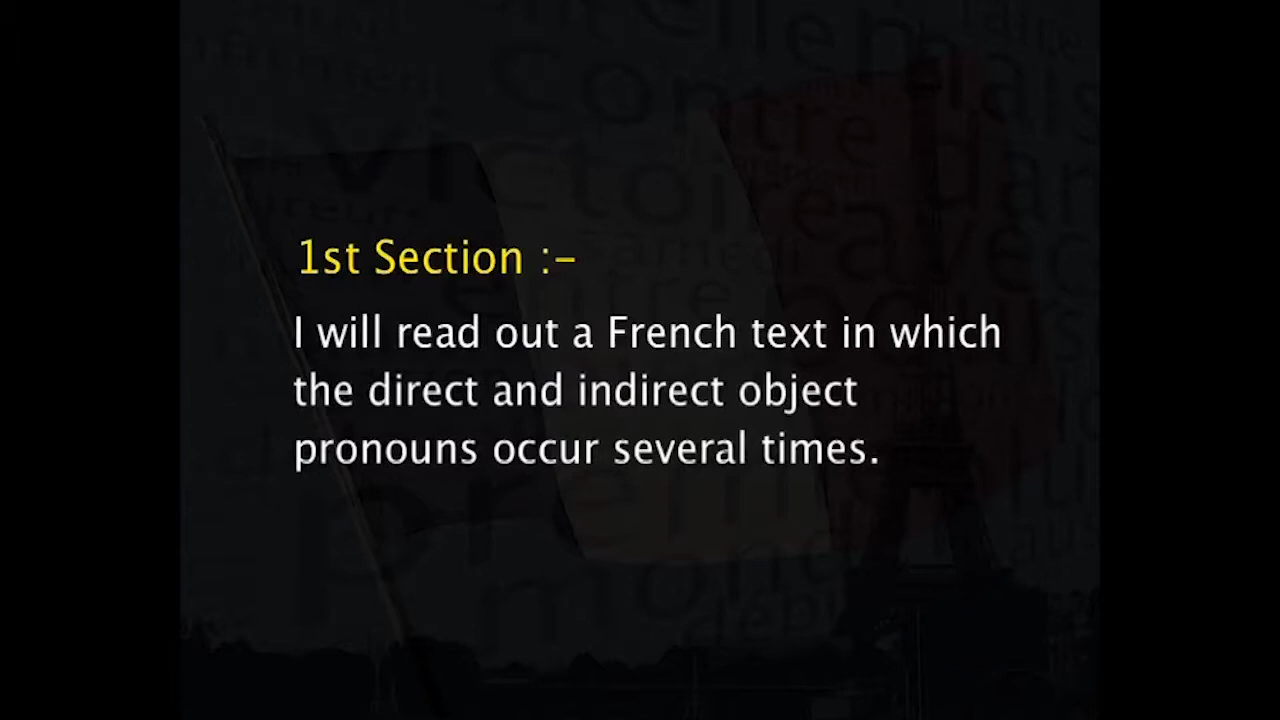 1st Section :-
I will read out a French text in which
the direct and indirect object
pronouns occur several times.